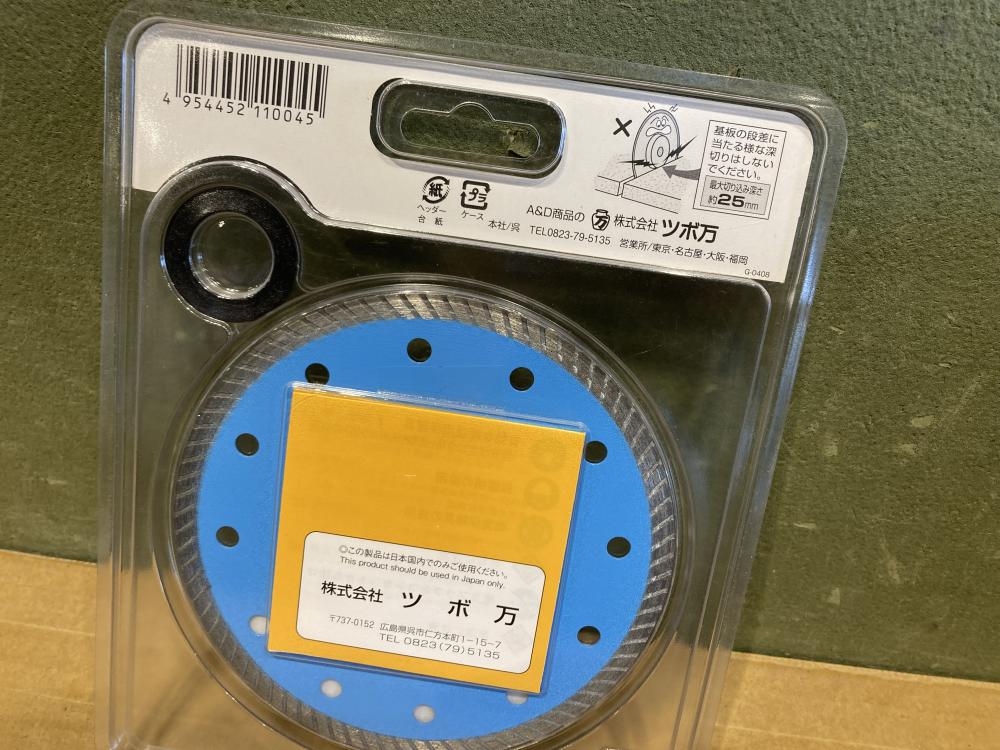 4 954452 110045
基板の段差に
当たる様な深
切りはしない
でください。
最大切り込み深さ
約25mm
紙
ヘッダー
台紙
プラ
ケース
A&D商品の 万 株式会社 ツボ万
本社/呉 TEL0823-79-5135 営業所/東京・名古屋・大阪・福岡
G-0408
◎この製品は日本国内でのみご使用ください。
This product should be used in Japan only.
株式会社 ツボ万
〒737-0152 広島県呉市仁方本町1-15-7
TEL 0823(79)5135